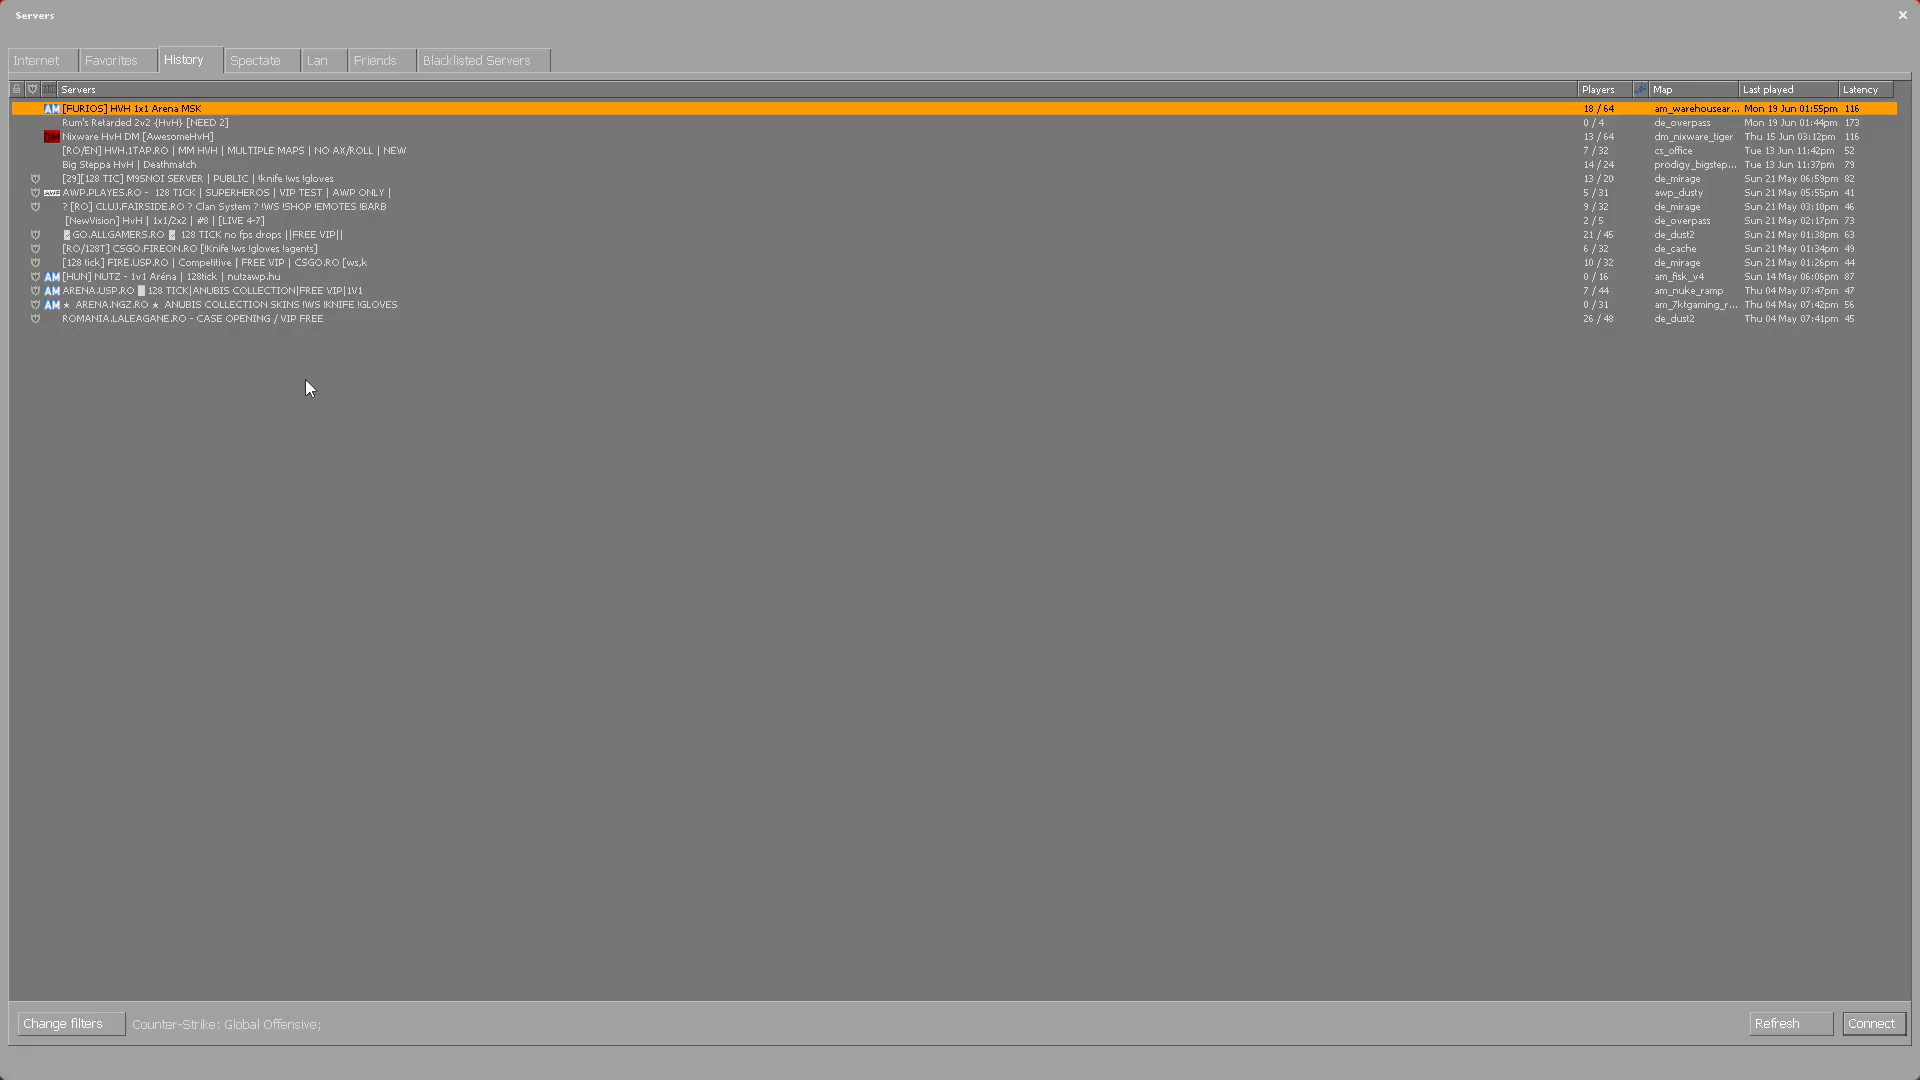 Servers
Internet Favorites History Spectate Lan Friends Blacklisted Servers
Servers Players Map Last played Latency
AM [FURIOS] HVH 1x1 Arena MSK 18 / 64 am_warehousear... Mon 19 Jun 01:55pm 116
Rum's Retarded 2v2 {HvH} [NEED 2] 0 / 4 de_overpass Mon 19 Jun 01:44pm 173
DM Nixware HvH DM [AwesomeHvH] 13 / 64 dm_nixware_tiger Thu 15 Jun 03:12pm 116
[RO/EN] HVH.1TAP.RO | MM HVH | MULTIPLE MAPS | NO AX/ROLL | NEW 7 / 32 cs_office Tue 13 Jun 11:42pm 52
Big Steppa HvH | Deathmatch 14 / 24 prodigy_bigstep... Tue 13 Jun 11:37pm 79
[29][128 TIC] M9SNOI SERVER | PUBLIC | !knife !ws !gloves 13 / 20 de_mirage Sun 21 May 06:59pm 82
AWP AWP.PLAYES.RO - 128 TICK | SUPERHEROS | VIP TEST | AWP ONLY | 5 / 31 awp_dusty Sun 21 May 05:55pm 41
? [RO] CLUJ.FAIRSIDE.RO ? Clan System ? !WS !SHOP !EMOTES !BARB 9 / 32 de_mirage Sun 21 May 03:10pm 46
[NewVision] HvH | 1x1/2x2 | #8 | [LIVE 4-7] 2 / 5 de_overpass Sun 21 May 02:17pm 73
GO.ALLGAMERS.RO 128 TICK no fps drops ||FREE VIP|| 21 / 45 de_dust2 Sun 21 May 01:38pm 63
[RO/128T] CSGO.FIREON.RO [!Knife !ws !gloves !agents] 6 / 32 de_cache Sun 21 May 01:34pm 49
[128 tick] FIRE.USP.RO | Competitive | FREE VIP | CSGO.RO [ws,k 10 / 32 de_mirage Sun 21 May 01:26pm 44
AM [HUN] NUTZ - 1v1 Aréna | 128tick | nutzawp.hu 0 / 16 am_fisk_v4 Sun 14 May 06:06pm 87
AM ARENA.USP.RO █ 128 TICK|ANUBIS COLLECTION|FREE VIP|1V1 7 / 44 am_nuke_ramp Thu 04 May 07:47pm 47
AM ★ ARENA.NGZ.RO ★ ANUBIS COLLECTION SKINS !WS !KNIFE !GLOVES 0 / 31 am_7ktgaming_r... Thu 04 May 07:42pm 56
ROMANIA.LALEAGANE.RO - CASE OPENING / VIP FREE 26 / 48 de_dust2 Thu 04 May 07:41pm 45
Change filters Counter-Strike: Global Offensive; Refresh Connect